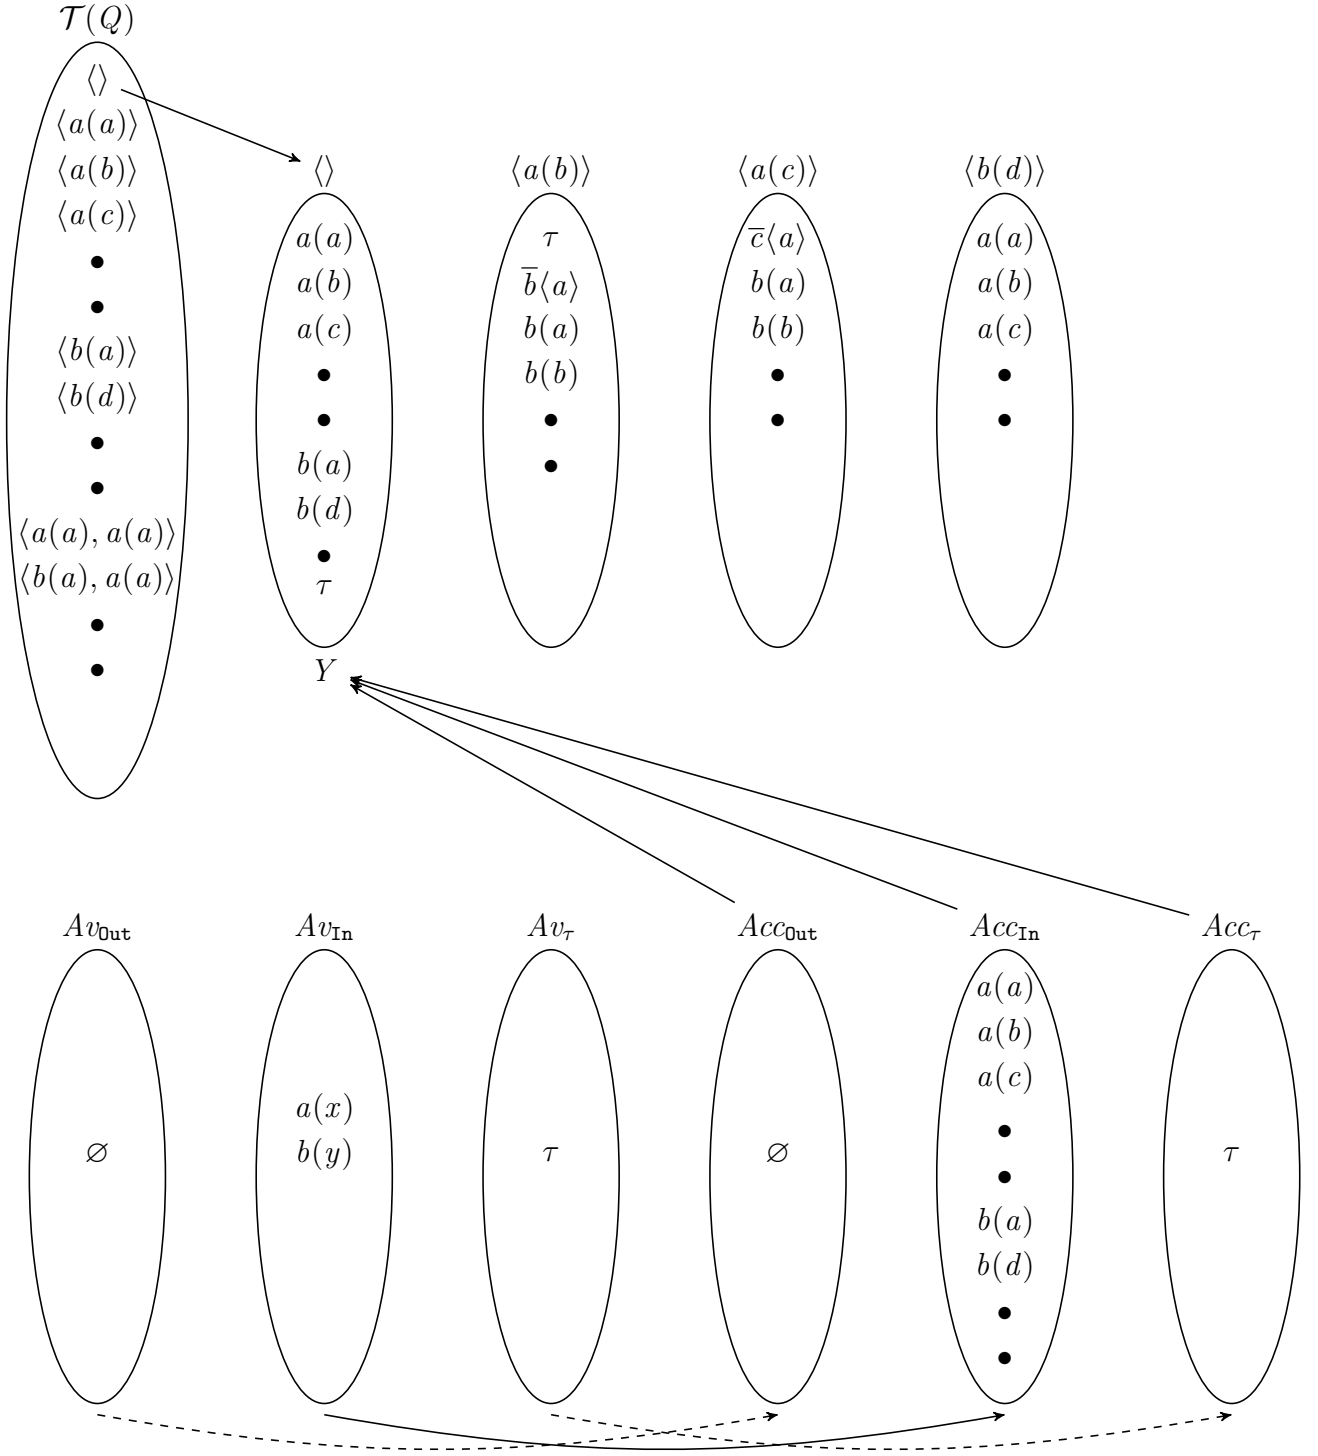 𝒯(Q)
⟨⟩
⟨a(a)⟩
⟨a(b)⟩
⟨a(c)⟩
•
•
⟨b(a)⟩
⟨b(d)⟩
•
•
⟨a(a), a(a)⟩
⟨b(a), a(a)⟩
•
•
⟨⟩
a(a)
a(b)
a(c)
•
•
b(a)
b(d)
•
τ
Y
⟨a(b)⟩
τ
b̅⟨a⟩
b(a)
b(b)
•
•
⟨a(c)⟩
c̅⟨a⟩
b(a)
b(b)
•
•
⟨b(d)⟩
a(a)
a(b)
a(c)
•
•
Av_Out
∅
Av_In
a(x)
b(y)
Av_τ
τ
Acc_Out
∅
Acc_In
a(a)
a(b)
a(c)
•
•
b(a)
b(d)
•
•
Acc_τ
τ